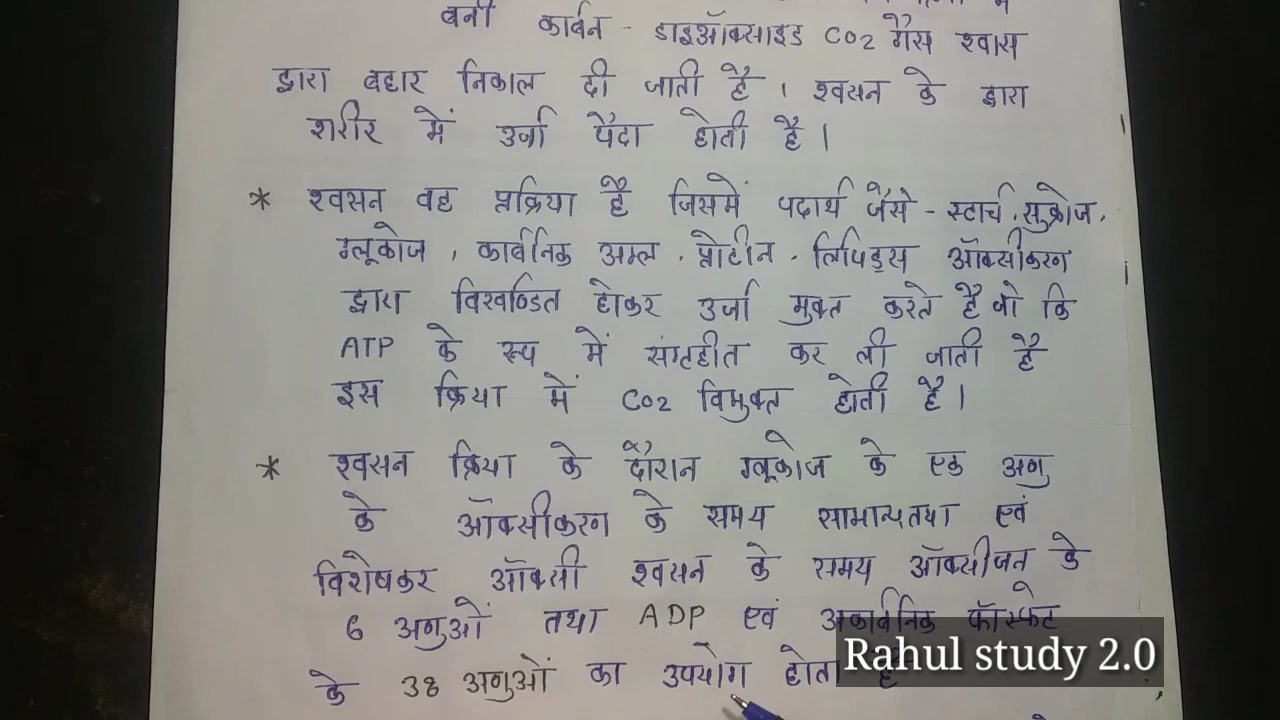 बनी कार्बन - डाइऑक्साइड CO2 गैस श्वास
द्वारा बहार निकाल दी जाती है । श्वसन के द्वारा
शरीर में उर्जा पैदा होती है ।
* श्वसन वह प्रक्रिया है जिसमें पदार्थ जैसे - स्टार्च, सुक्रोज,
ग्लूकोज , कार्बनिक अम्ल , प्रोटीन , लिपिड्स ऑक्सीकरण
द्वारा विखण्डित होकर उर्जा मुक्त करते है जो कि
ATP के रूप में संग्रहीत कर ली जाती है
इस क्रिया में CO2 विमुक्त होती है ।
* श्वसन क्रिया के दौरान ग्लूकोज के एक अणु
के ऑक्सीकरण के समय सामान्यतया एवं
विशेषकर ऑक्सी श्वसन के समय ऑक्सीजन के
6 अणुओं तथा ADP एवं अकार्बनिक फॉस्फेट
के 38 अणुओं का उपयोग होता है
Rahul study 2.0